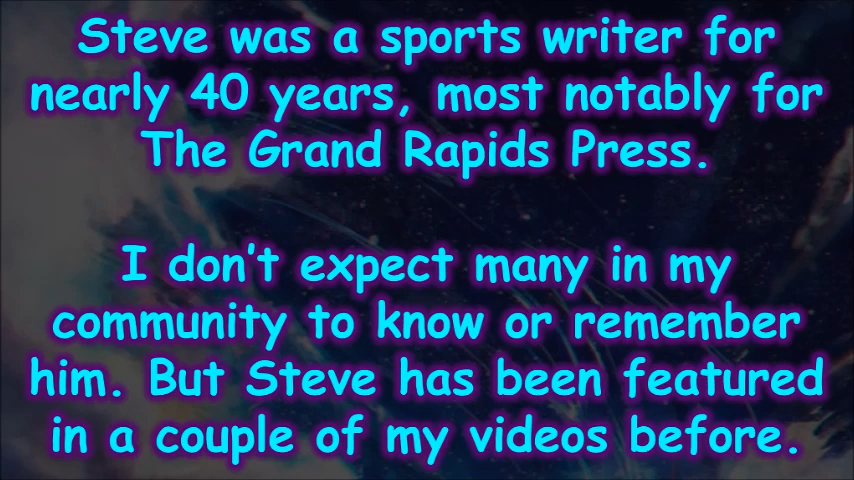 Steve was a sports writer for
nearly 40 years, most notably for
The Grand Rapids Press.
I don't expect many in my
community to know or remember
him. But Steve has been featured
in a couple of my videos before.